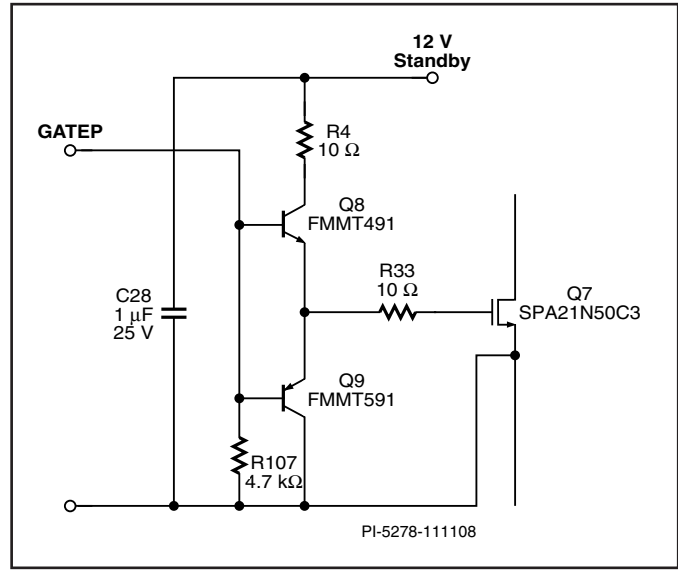 12 V
Standby
GATEP
R4
10 Ω
Q8
FMMT491
R33
10 Ω
Q7
SPA21N50C3
C28
1 μF
25 V
Q9
FMMT591
R107
4.7 kΩ
PI-5278-111108